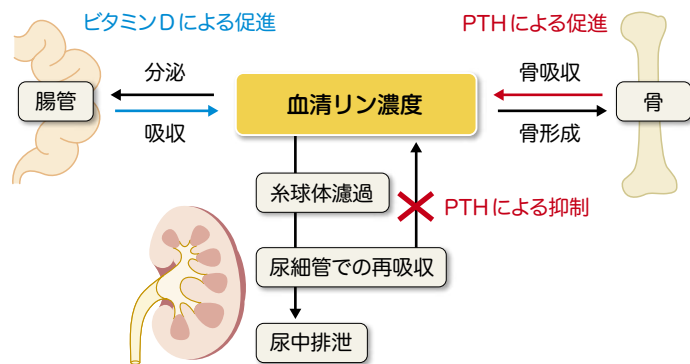 ビタミンDによる促進
PTHによる促進
分泌
腸管
吸収
血清リン濃度
骨吸収
骨
骨形成
糸球体濾過
PTHによる抑制
尿細管での再吸収
尿中排泄